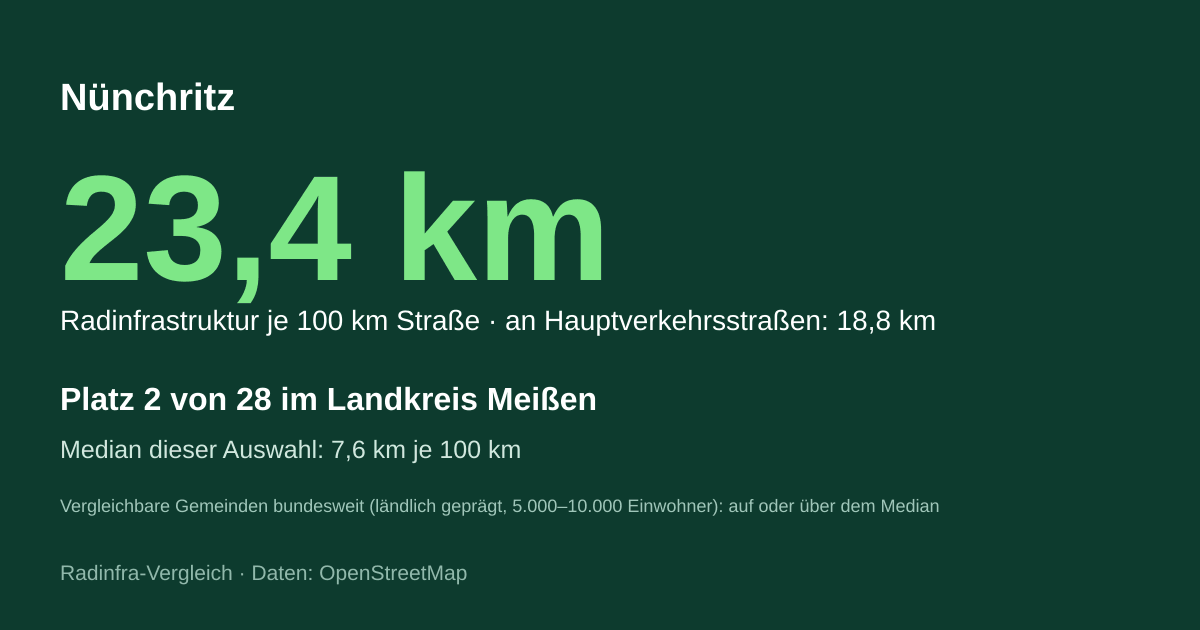 Nünchritz
23,4 km
Radinfrastruktur je 100 km Straße · an Hauptverkehrsstraßen: 18,8 km
Platz 2 von 28 im Landkreis Meißen
Median dieser Auswahl: 7,6 km je 100 km
Vergleichbare Gemeinden bundesweit (ländlich geprägt, 5.000–10.000 Einwohner): auf oder über dem Median
Radinfra-Vergleich · Daten: OpenStreetMap